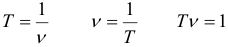 T = 1/ν    ν = 1/T    Tν = 1